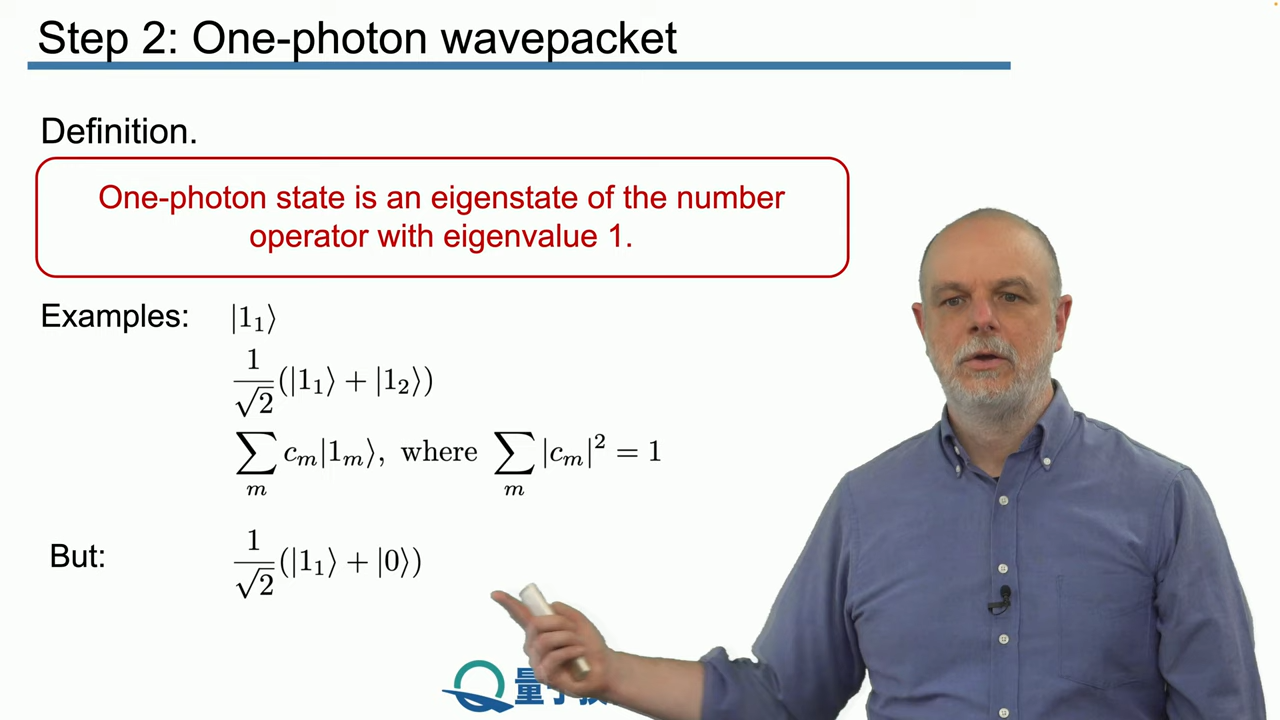 Step 2: One-photon wavepacket
Definition.
One-photon state is an eigenstate of the number
operator with eigenvalue 1.
Examples: |1₁⟩
1/√2(|1₁⟩ + |1₂⟩)
∑ₘ cₘ|1ₘ⟩, where ∑ₘ |cₘ|² = 1
But: 1/√2(|1₁⟩ + |0⟩)
量子